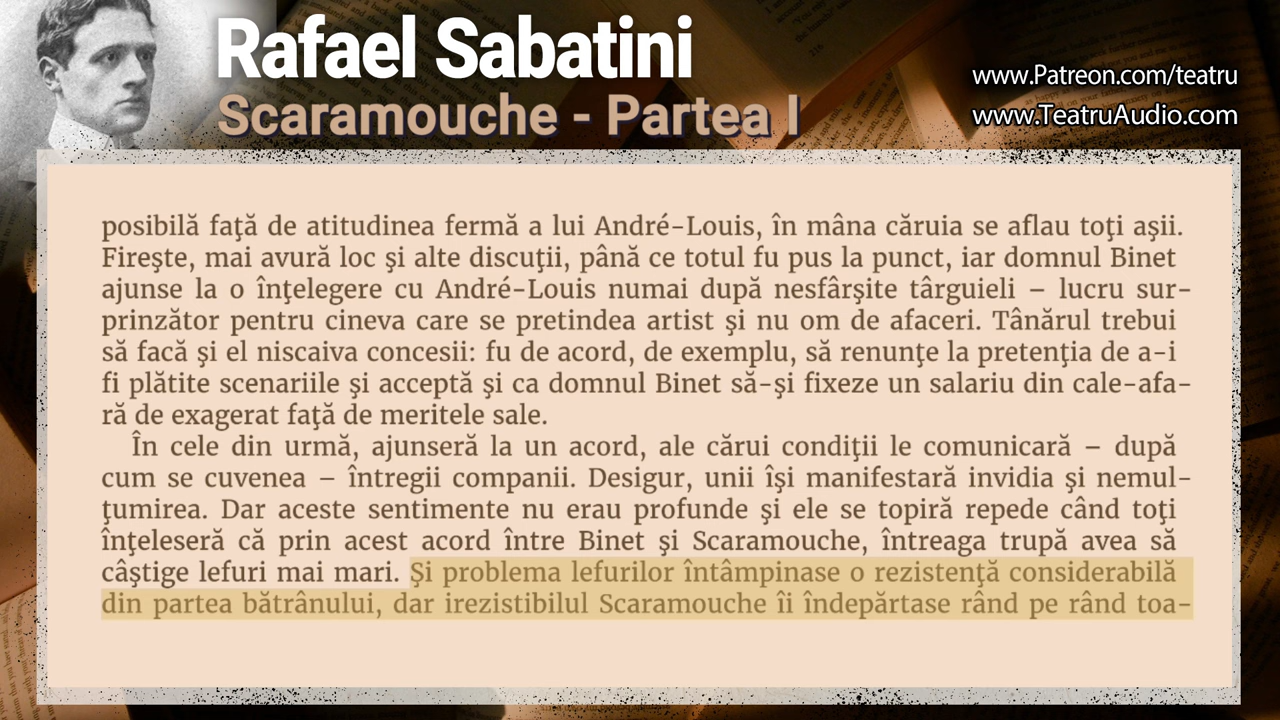 Rafael Sabatini
Scaramouche - Partea I
www.Patreon.com/teatru
www.TeatruAudio.com
posibilă faţă de atitudinea fermă a lui André-Louis, în mâna căruia se aflau toţi aşii.
Fireşte, mai avură loc şi alte discuţii, până ce totul fu pus la punct, iar domnul Binet
ajunse la o înţelegere cu André-Louis numai după nesfârşite târguieli – lucru sur-
prinzător pentru cineva care se pretindea artist şi nu om de afaceri. Tânărul trebui
să facă şi el niscaiva concesii: fu de acord, de exemplu, să renunţe la pretenţia de a-i
fi plătite scenariile şi acceptă şi ca domnul Binet să-şi fixeze un salariu din cale-afa-
ră de exagerat faţă de meritele sale.
În cele din urmă, ajunseră la un acord, ale cărui condiţii le comunicară – după
cum se cuvenea – întregii companii. Desigur, unii îşi manifestară invidia şi nemul-
ţumirea. Dar aceste sentimente nu erau profunde şi ele se topiră repede când toţi
înţeleseră că prin acest acord între Binet şi Scaramouche, întreaga trupă avea să
câştige lefuri mai mari. Şi problema lefurilor întâmpinase o rezistenţă considerabilă
din partea bătrânului, dar irezistibilul Scaramouche îi îndepărtase rând pe rând toa-